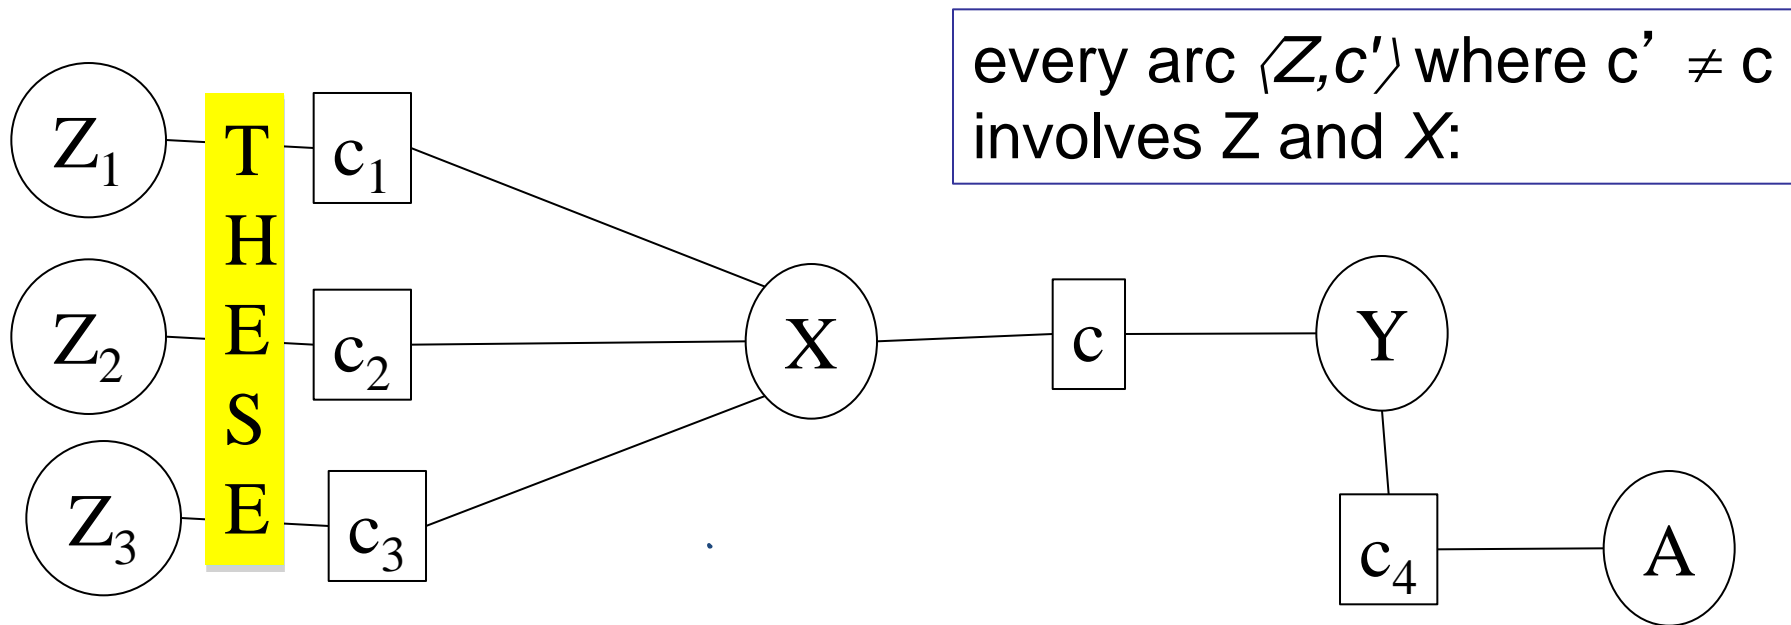 every arc ⟨Z,c'⟩ where c’ ≠ c
involves Z and X:
Z₁
T
H
E
S
E
c₁
Z₂
c₂
X
c
Y
Z₃
c₃
c₄
A